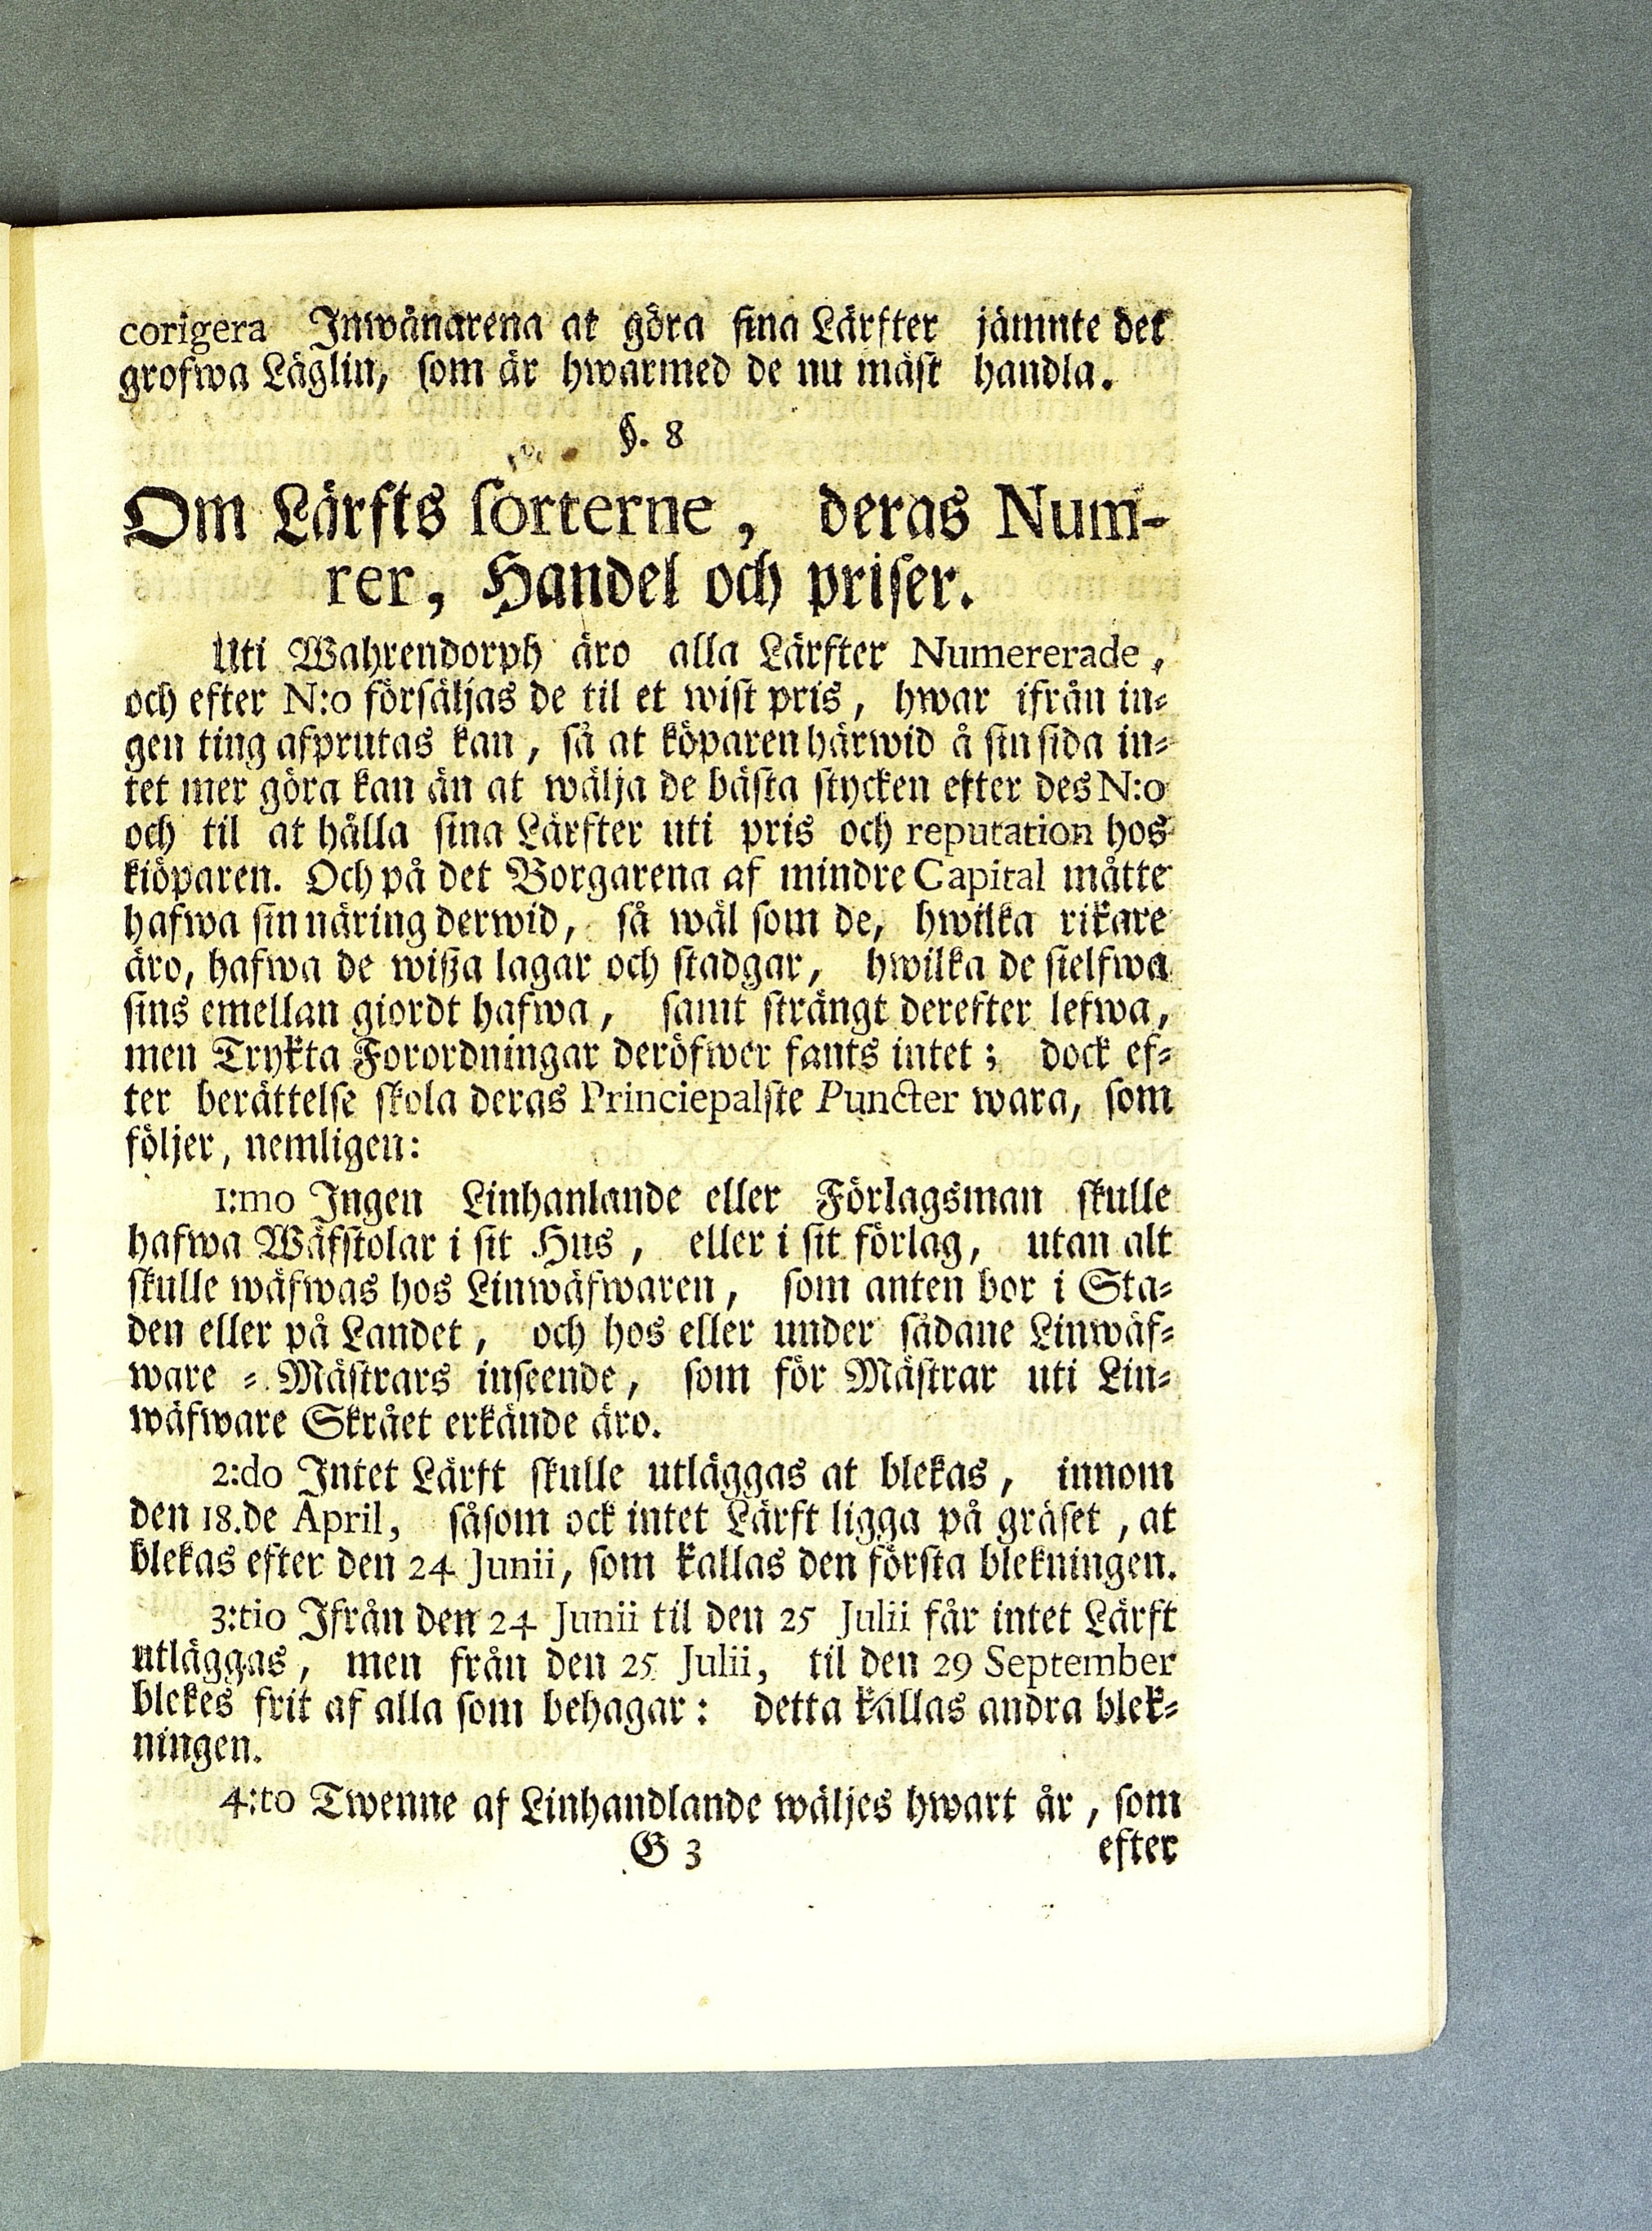 corigera Inwånarena at göra fina Lärfter jämnte det
grofwa Läglin, som är hwarmed de nu mäst handla.
§. 8
Om Lärfts sorterne, deras Num-
rer, Handel och priser.
Uti Wahrendorph äro alla Lärfter Numererade,
och efter N:o försäljas de til et wist pris, hwar ifrån in-
gen ting afprutas kan, så at köparen härwid å sin sida in-
tet mer göra kan än at wälja de bästa stycken efter des N:o
och til at hålla sina Lärfter uti pris och reputation hos
kiöparen. Och på det Borgarena af mindre Capital måtte
hafwa sin näring derwid, så wäl som de, hwilka rikare
äro, hafwa de wißa lagar och stadgar, hwilka de sielfwa
sins emellan giordt hafwa, samt strängt derefter lefwa,
men Trykta Forordningar deröfwer fants intet; dock ef-
ter berättelse skola deras Princiepalste Puncter wara, som
följer, nemligen:
1:mo Ingen Linhanlande eller Förlagsman skulle
hafwa Wäfstolar i sit Hus, eller i sit förlag, utan alt
skulle wäfwas hos Linwäfwaren, som anten bor i Sta-
den eller på Landet, och hos eller under sådane Linwäf-
ware - Mästrars inseende, som för Mästrar uti Lin-
wäfware Skrået erkände äro.
2:do Intet Lärft skulle utläggas at blekas, innom
den 18.de April, såsom ock intet Lärft ligga på gräset, at
blekas efter den 24 Junii, som kallas den första blekningen.
3:tio Ifrån den 24 Junii til den 25 Julii får intet Lärft
utläggas, men från den 25 Julii, til den 29 September
blekes frit af alla som behagar: detta kallas andra blek-
ningen.
4:to Twenne af Linhandlande wäljes hwart år, som
G 3 efter